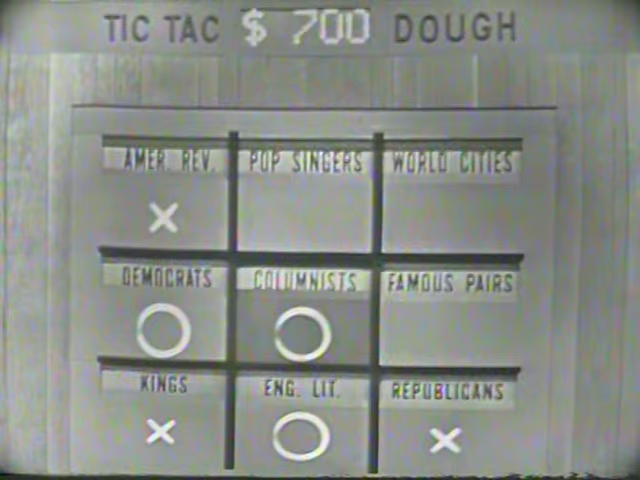 TIC TAC $ 700 DOUGH
AMER. REV. POP SINGERS WORLD CITIES
X
DEMOCRATS COLUMNISTS FAMOUS PAIRS
O O
KINGS ENG. LIT. REPUBLICANS
X O X